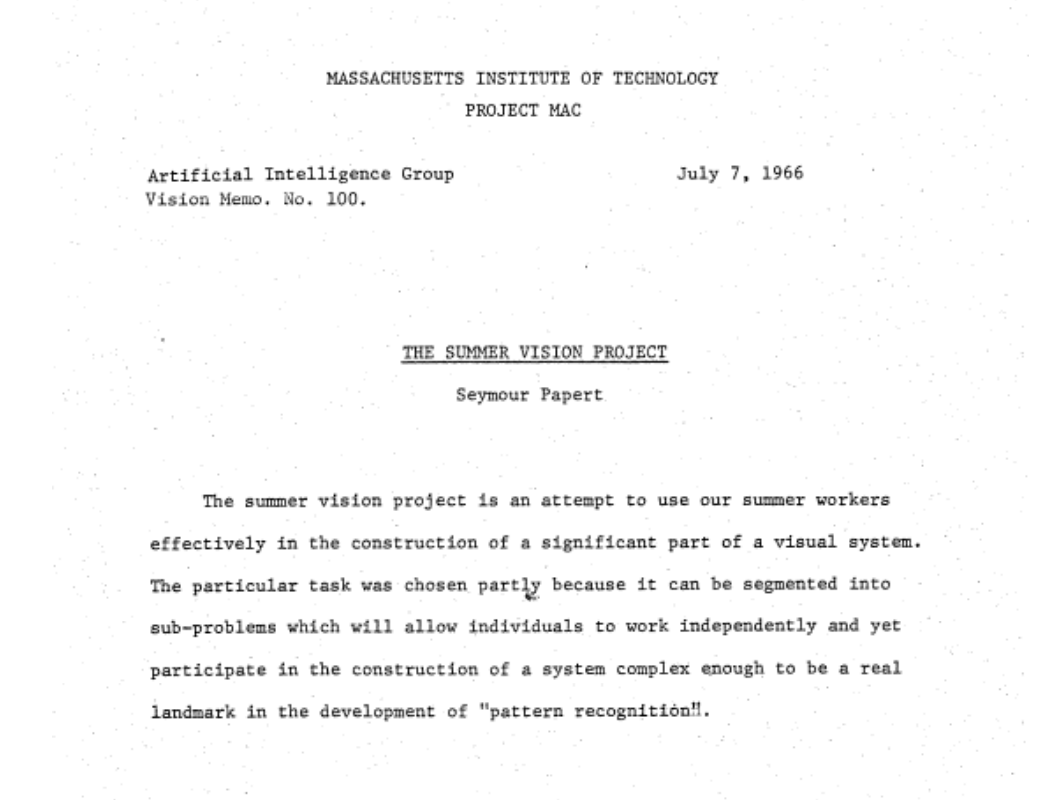 MASSACHUSETTS INSTITUTE OF TECHNOLOGY
PROJECT MAC
Artificial Intelligence Group July 7, 1966
Vision Memo. No. 100.
THE SUMMER VISION PROJECT
Seymour Papert
The summer vision project is an attempt to use our summer workers
effectively in the construction of a significant part of a visual system.
The particular task was chosen partly because it can be segmented into
sub-problems which will allow individuals to work independently and yet
participate in the construction of a system complex enough to be a real
landmark in the development of "pattern recognition".